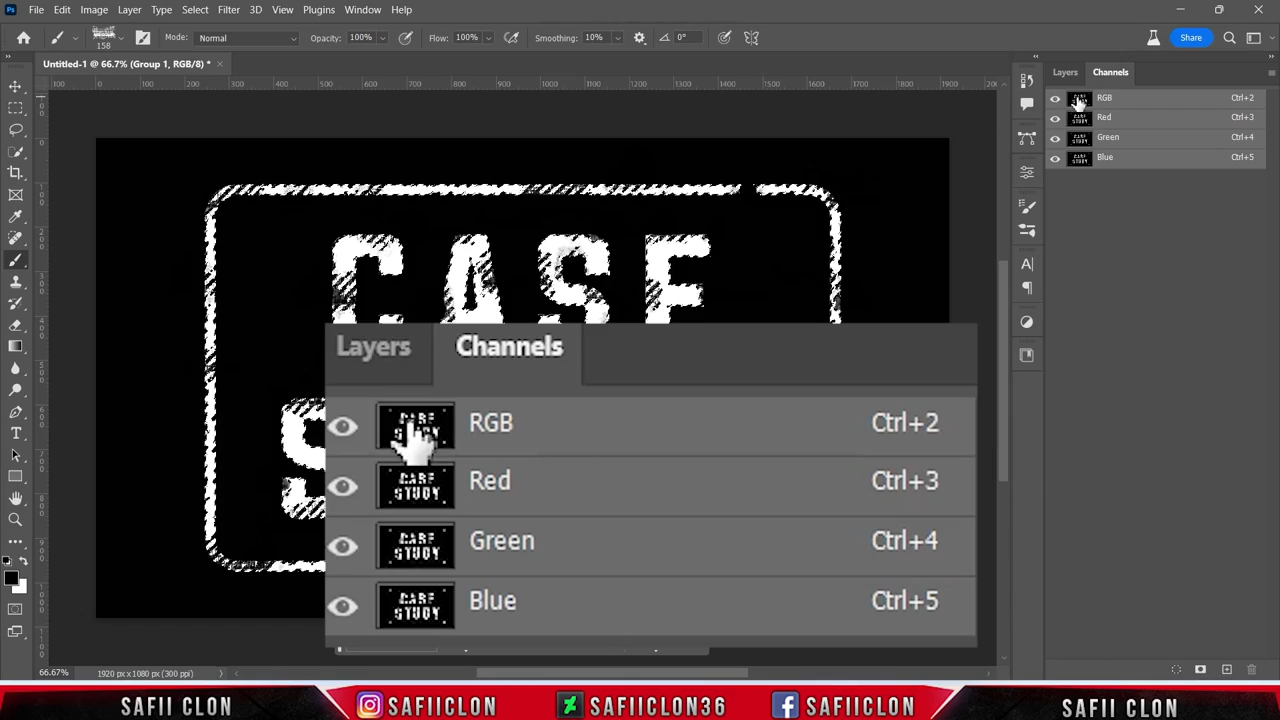 File Edit Image Layer Type Select Filter 3D View Plugins Window Help
158 Mode: Normal Opacity: 100% Flow: 100% Smoothing: 10% 0° Share
Untitled-1 @ 66.7% (Group 1, RGB/8) *
Layers Channels
RGB Ctrl+2
Red Ctrl+3
Green Ctrl+4
Blue Ctrl+5
CASE
S
Layers Channels
RGB Ctrl+2
Red Ctrl+3
Green Ctrl+4
Blue Ctrl+5
66.67% 1920 px x 1080 px (300 ppi)
SAFII CLON SAFIICLON SAFIICLON36 SAFIICLON SAFII CLON